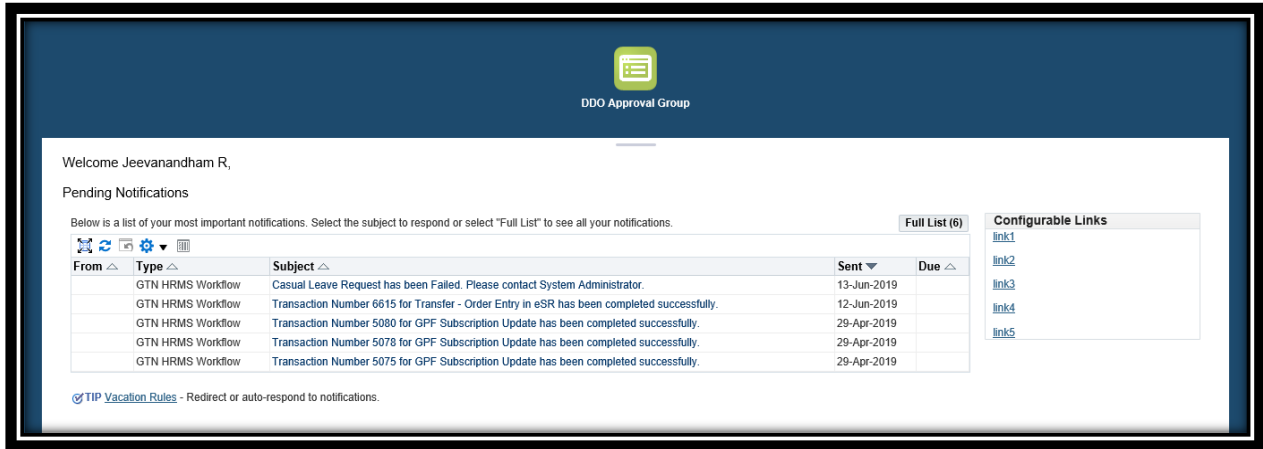 DDO Approval Group
Welcome Jeevanandham R,
Pending Notifications
Below is a list of your most important notifications. Select the subject to respond or select "Full List" to see all your notifications.
Full List (6)
Configurable Links
link1
link2
link3
link4
link5
From Type Subject Sent Due
GTN HRMS Workflow Casual Leave Request has been Failed. Please contact System Administrator. 13-Jun-2019
GTN HRMS Workflow Transaction Number 6615 for Transfer - Order Entry in eSR has been completed successfully. 12-Jun-2019
GTN HRMS Workflow Transaction Number 5080 for GPF Subscription Update has been completed successfully. 29-Apr-2019
GTN HRMS Workflow Transaction Number 5078 for GPF Subscription Update has been completed successfully. 29-Apr-2019
GTN HRMS Workflow Transaction Number 5075 for GPF Subscription Update has been completed successfully. 29-Apr-2019
TIP Vacation Rules - Redirect or auto-respond to notifications.